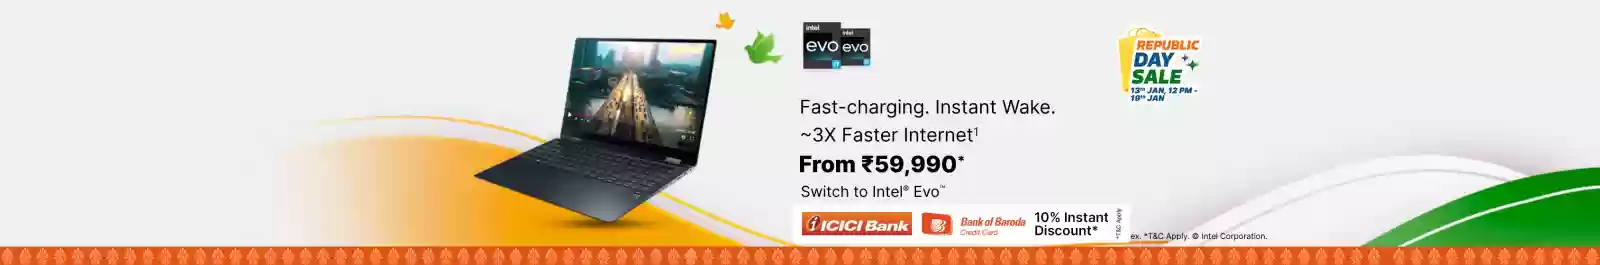 intel
evo
i7
intel
evo
REPUBLIC
DAY
SALE
13TH JAN, 12 PM -
19TH JAN
Fast-charging. Instant Wake.
~3X Faster Internet¹
From ₹59,990*
Switch to Intel® Evo™
ICICI Bank
Bank of Baroda
Credit Card
10% Instant
Discount*
*T&C Apply
ex. *T&C Apply. © Intel Corporation.